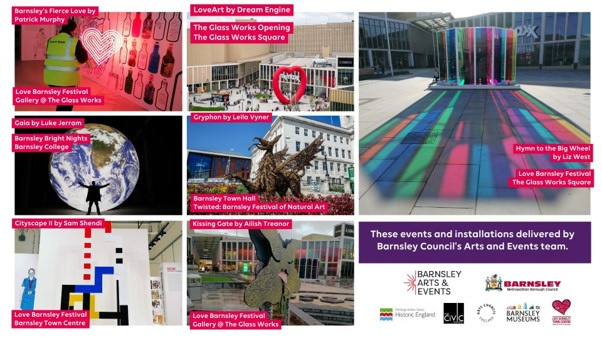 Barnsley's Fierce Love by
Patrick Murphy
Love Barnsley Festival
Gallery @ The Glass Works
LoveArt by Dream Engine
The Glass Works Opening
The Glass Works Square
Gaia by Luke Jerram
Barnsley Bright Nights
Barnsley College
Gryphon by Leila Vyner
Barnsley Town Hall
Twisted: Barnsley Festival of Natural Art
Hymn to the Big Wheel
by Liz West
Love Barnsley Festival
The Glass Works Square
Cityscape II by Sam Shendi
Love Barnsley Festival
Barnsley Town Centre
Kissing Gate by Ailish Treanor
Love Barnsley Festival
Gallery @ The Glass Works
These events and installations delivered by
Barnsley Council's Arts and Events team.
BARNSLEY
ARTS &
EVENTS
BARNSLEY
Metropolitan Borough Council
Historic England
CIVIC
BARNSLEY
MUSEUMS